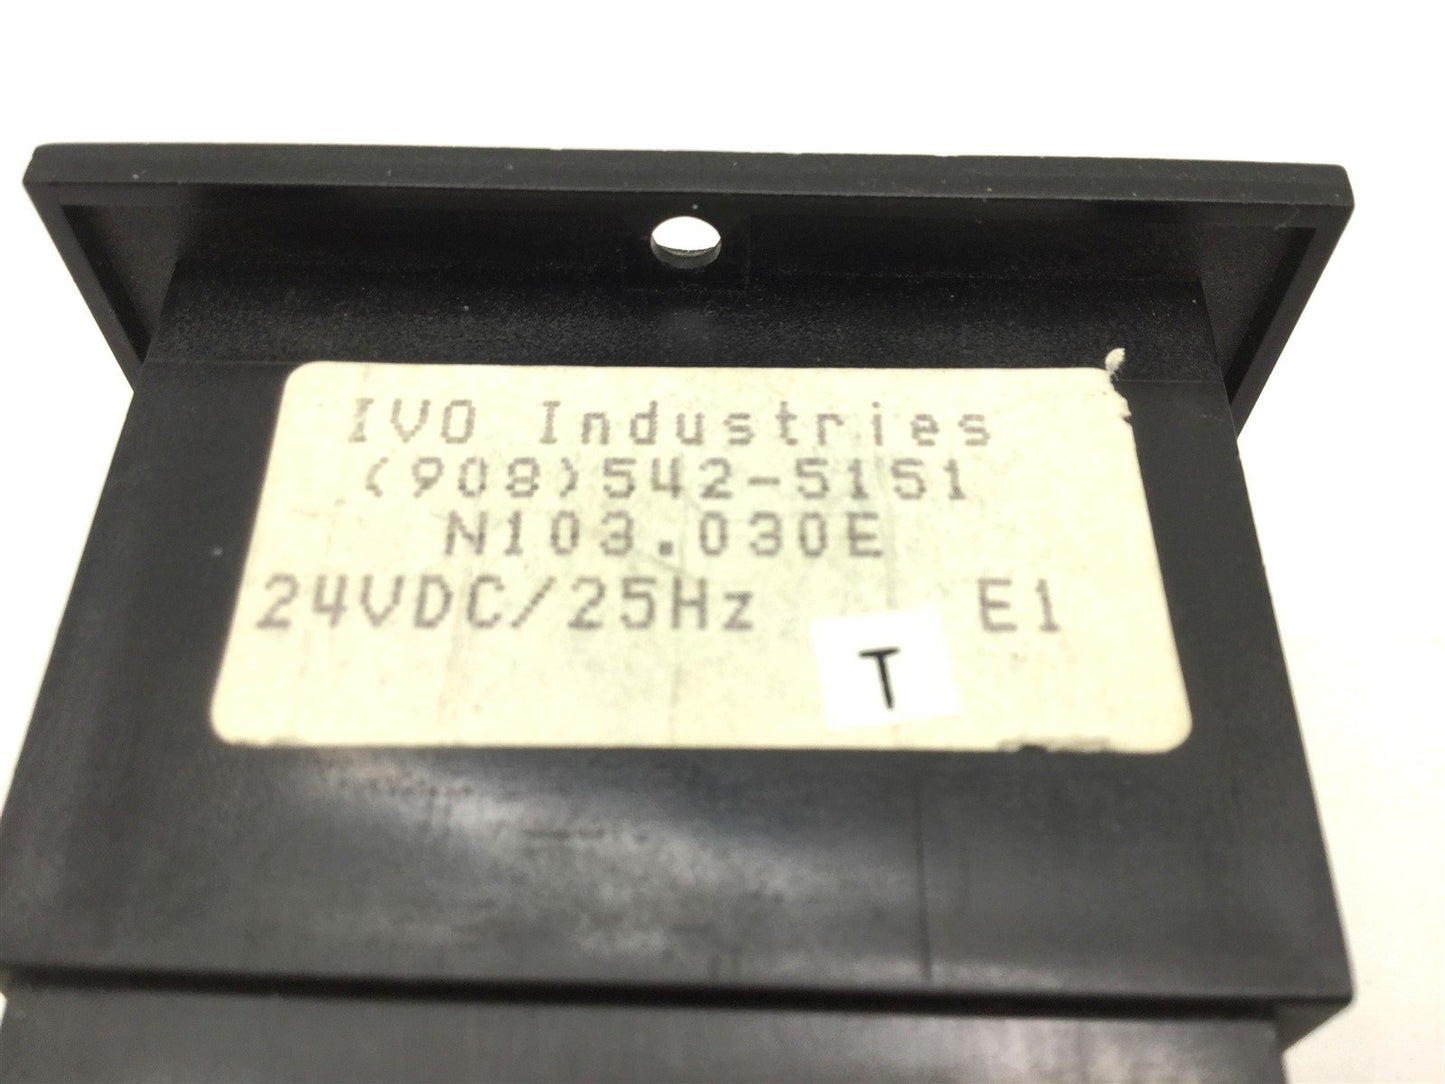 IVO Industries
(908)542-5151
N103.030E
24VDC/25Hz E1
T